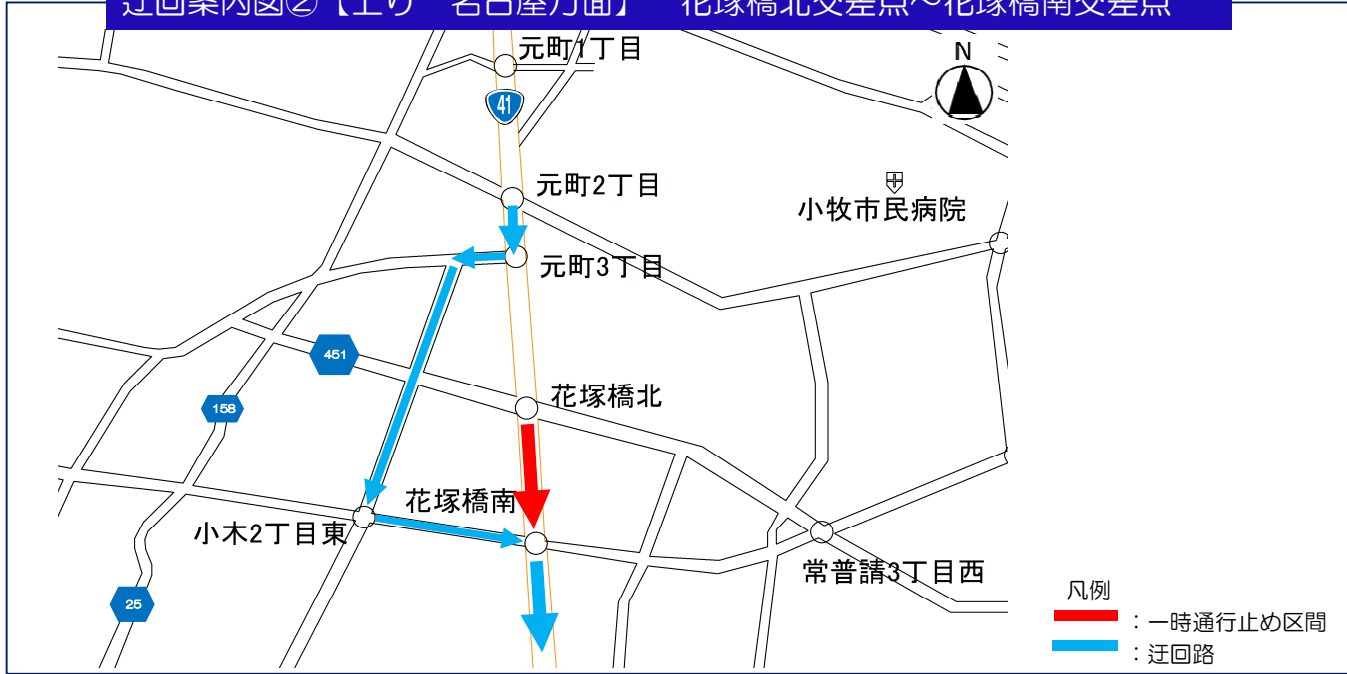 迂回案内図②【上り 名古屋方面】 花塚橋北交差点～花塚橋南交差点
元町1丁目
N
41
元町2丁目
小牧市民病院
元町3丁目
451
花塚橋北
158
花塚橋南
小木2丁目東
常普請3丁目西
25
凡例
：一時通行止め区間
：迂回路